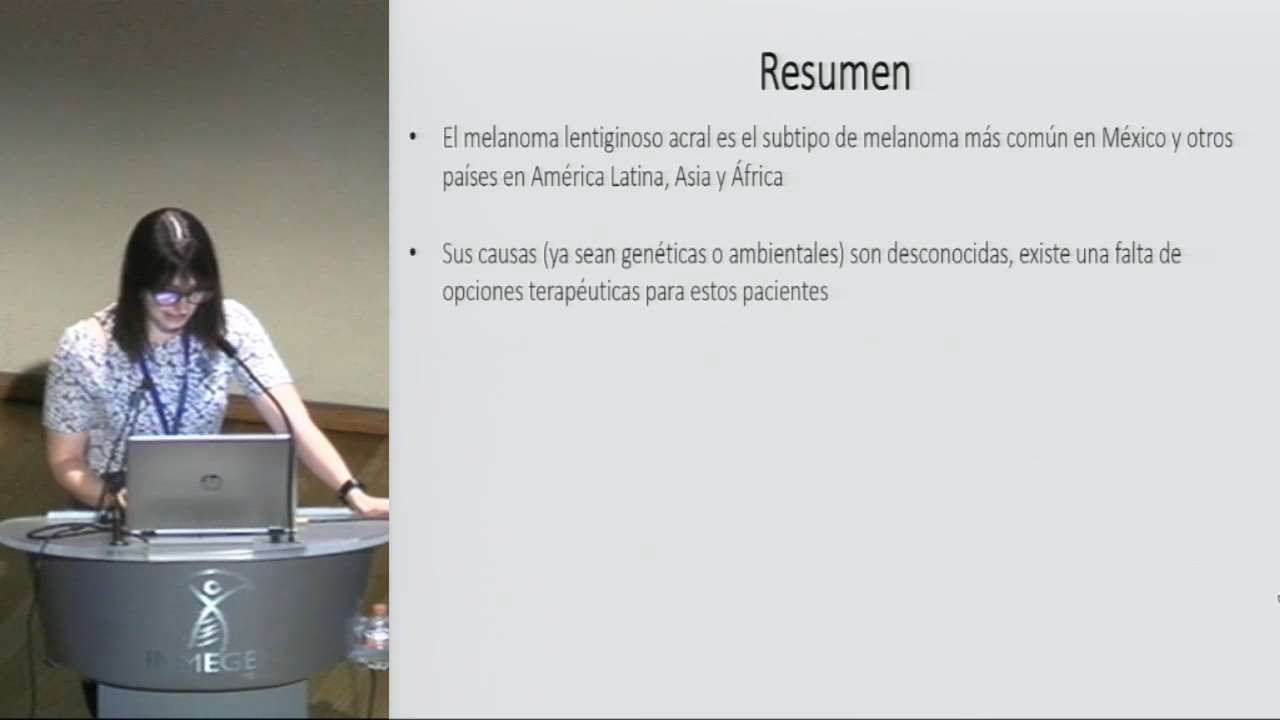 Resumen
• El melanoma lentiginoso acral es el subtipo de melanoma más común en México y otros
países en América Latina, Asia y África
• Sus causas (ya sean genéticas o ambientales) son desconocidas, existe una falta de
opciones terapéuticas para estos pacientes
INMEGE
hp